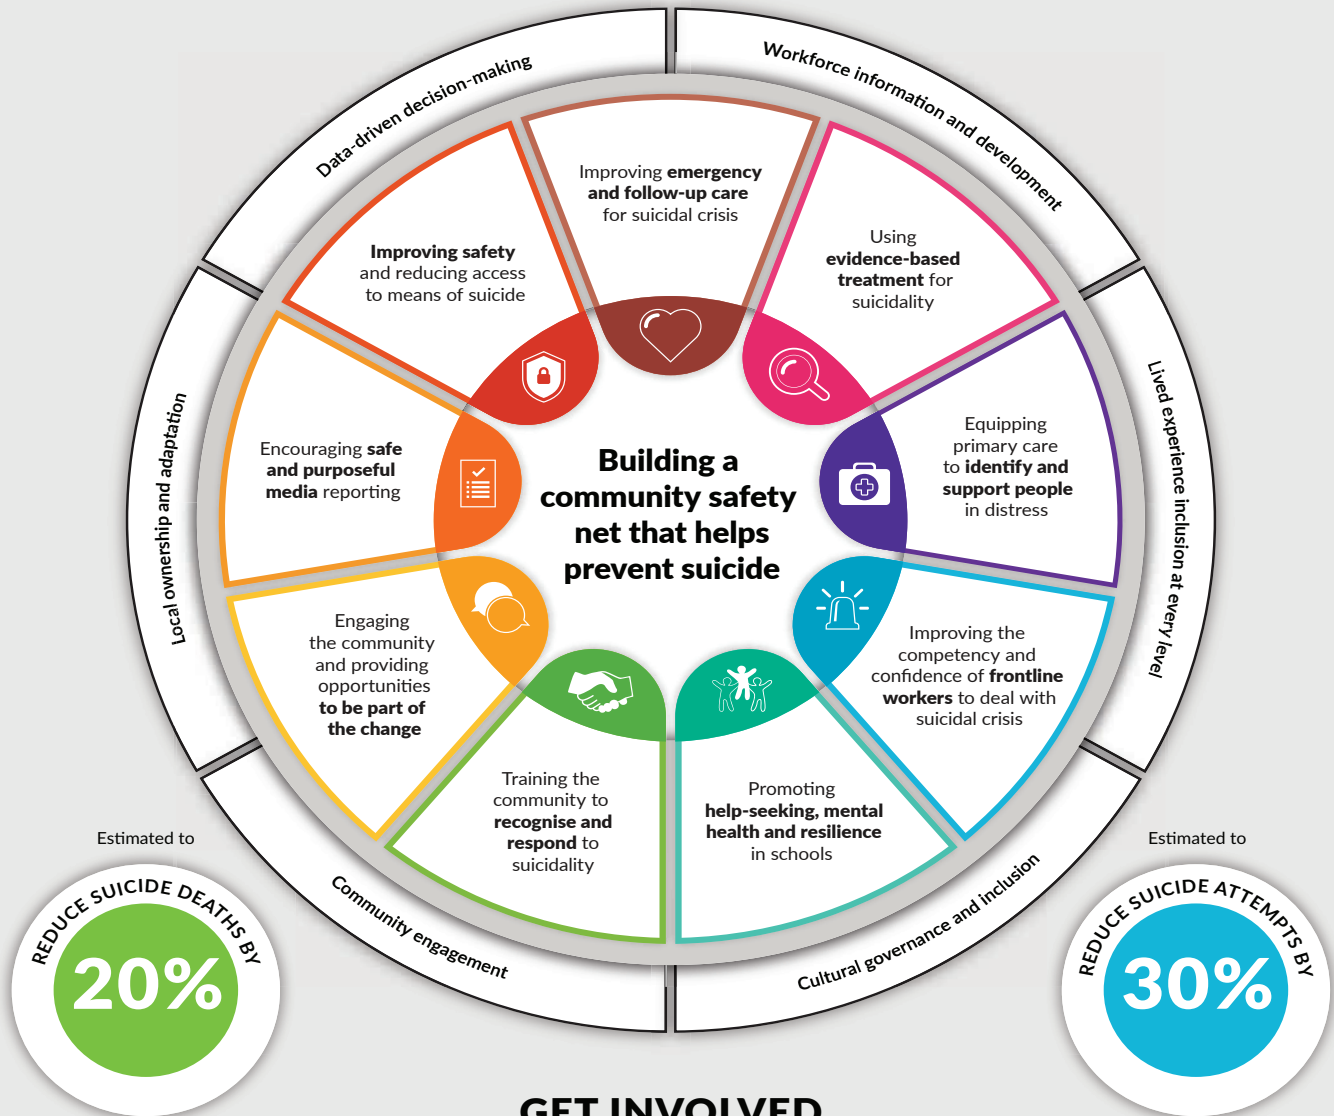 Data-driven decision-making
Workforce information and development
Lived experience inclusion at every level
Cultural governance and inclusion
Community engagement
Local ownership and adaptation
Improving emergency
and follow-up care
for suicidal crisis
Using
evidence-based
treatment for
suicidality
Equipping
primary care
to identify and
support people
in distress
Improving the
competency and
confidence of frontline
workers to deal with
suicidal crisis
Promoting
help-seeking, mental
health and resilience
in schools
Training the
community to
recognise and
respond to
suicidality
Engaging
the community
and providing
opportunities
to be part of
the change
Encouraging safe
and purposeful
media reporting
Improving safety
and reducing access
to means of suicide
Building a
community safety
net that helps
prevent suicide
Estimated to
REDUCE SUICIDE DEATHS BY
20%
Estimated to
REDUCE SUICIDE ATTEMPTS BY
30%
GET INVOLVED